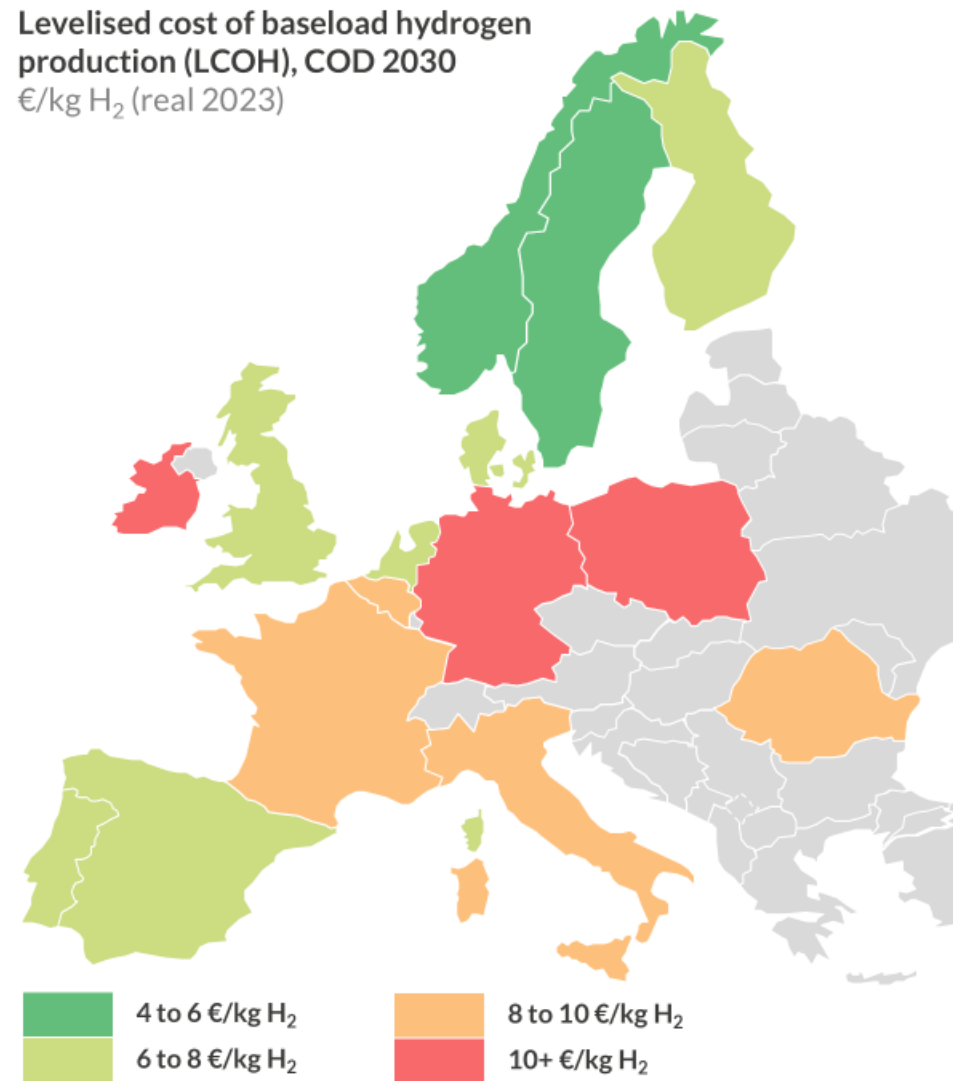 Levelised cost of baseload hydrogen
production (LCOH), COD 2030
€/kg H₂ (real 2023)
4 to 6 €/kg H₂
6 to 8 €/kg H₂
8 to 10 €/kg H₂
10+ €/kg H₂